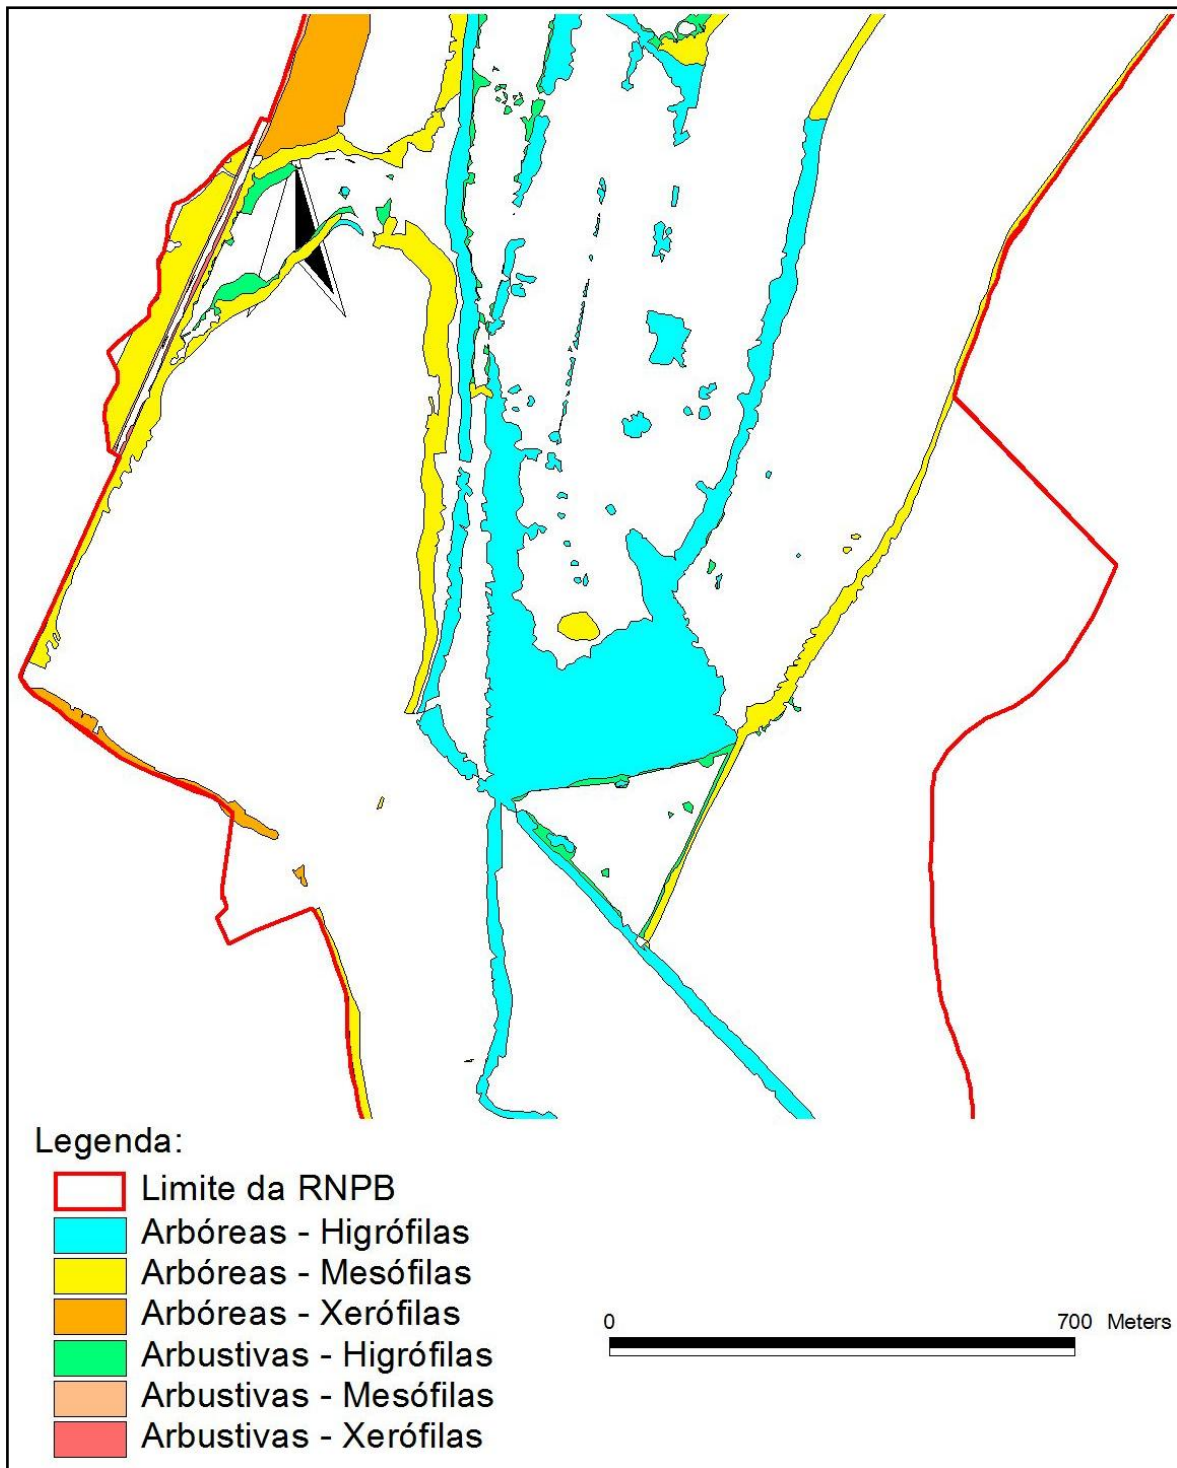 Legenda:
Limite da RNPB
Arbóreas - Higrófilas
Arbóreas - Mesófilas
Arbóreas - Xerófilas
Arbustivas - Higrófilas
Arbustivas - Mesófilas
Arbustivas - Xerófilas
0 700 Meters